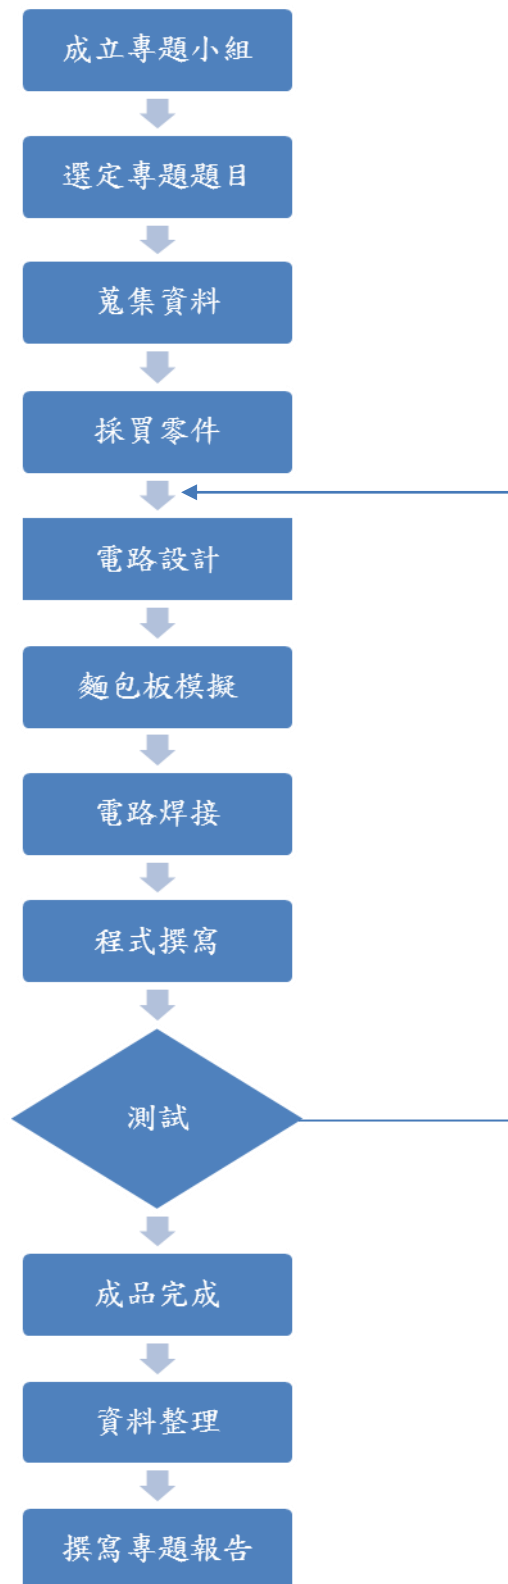 成立專題小組
選定專題題目
蒐集資料
採買零件
電路設計
麵包板模擬
電路焊接
程式撰寫
測試
成品完成
資料整理
撰寫專題報告